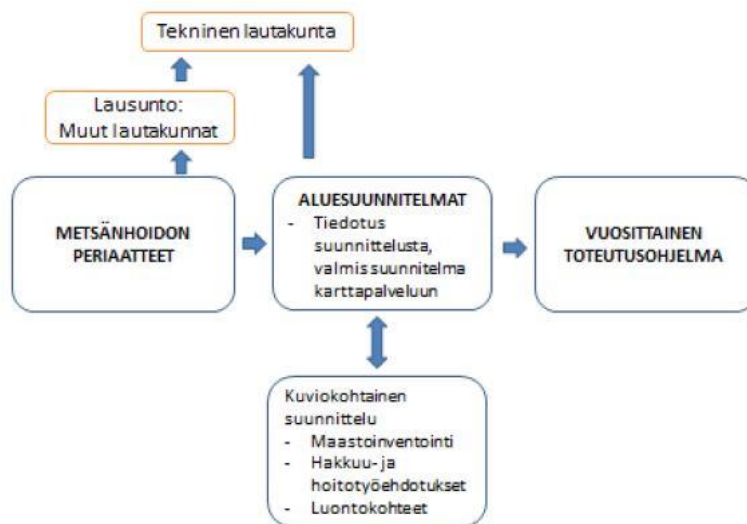 Tekninen lautakunta
Lausunto:
Muut lautakunnat
METSÄNHOIDON
PERIAATTEET
ALUESUUNNITELMAT
- Tiedotus
suunnittelusta,
valmis suunnitelma
karttapalveluun
VUOSITTAINEN
TOTEUTUSOHJELMA
Kuviokohtainen
suunnittelu
- Maastoinventointi
- Hakkuu- ja
hoitotyöehdotukset
- Luontokohteet